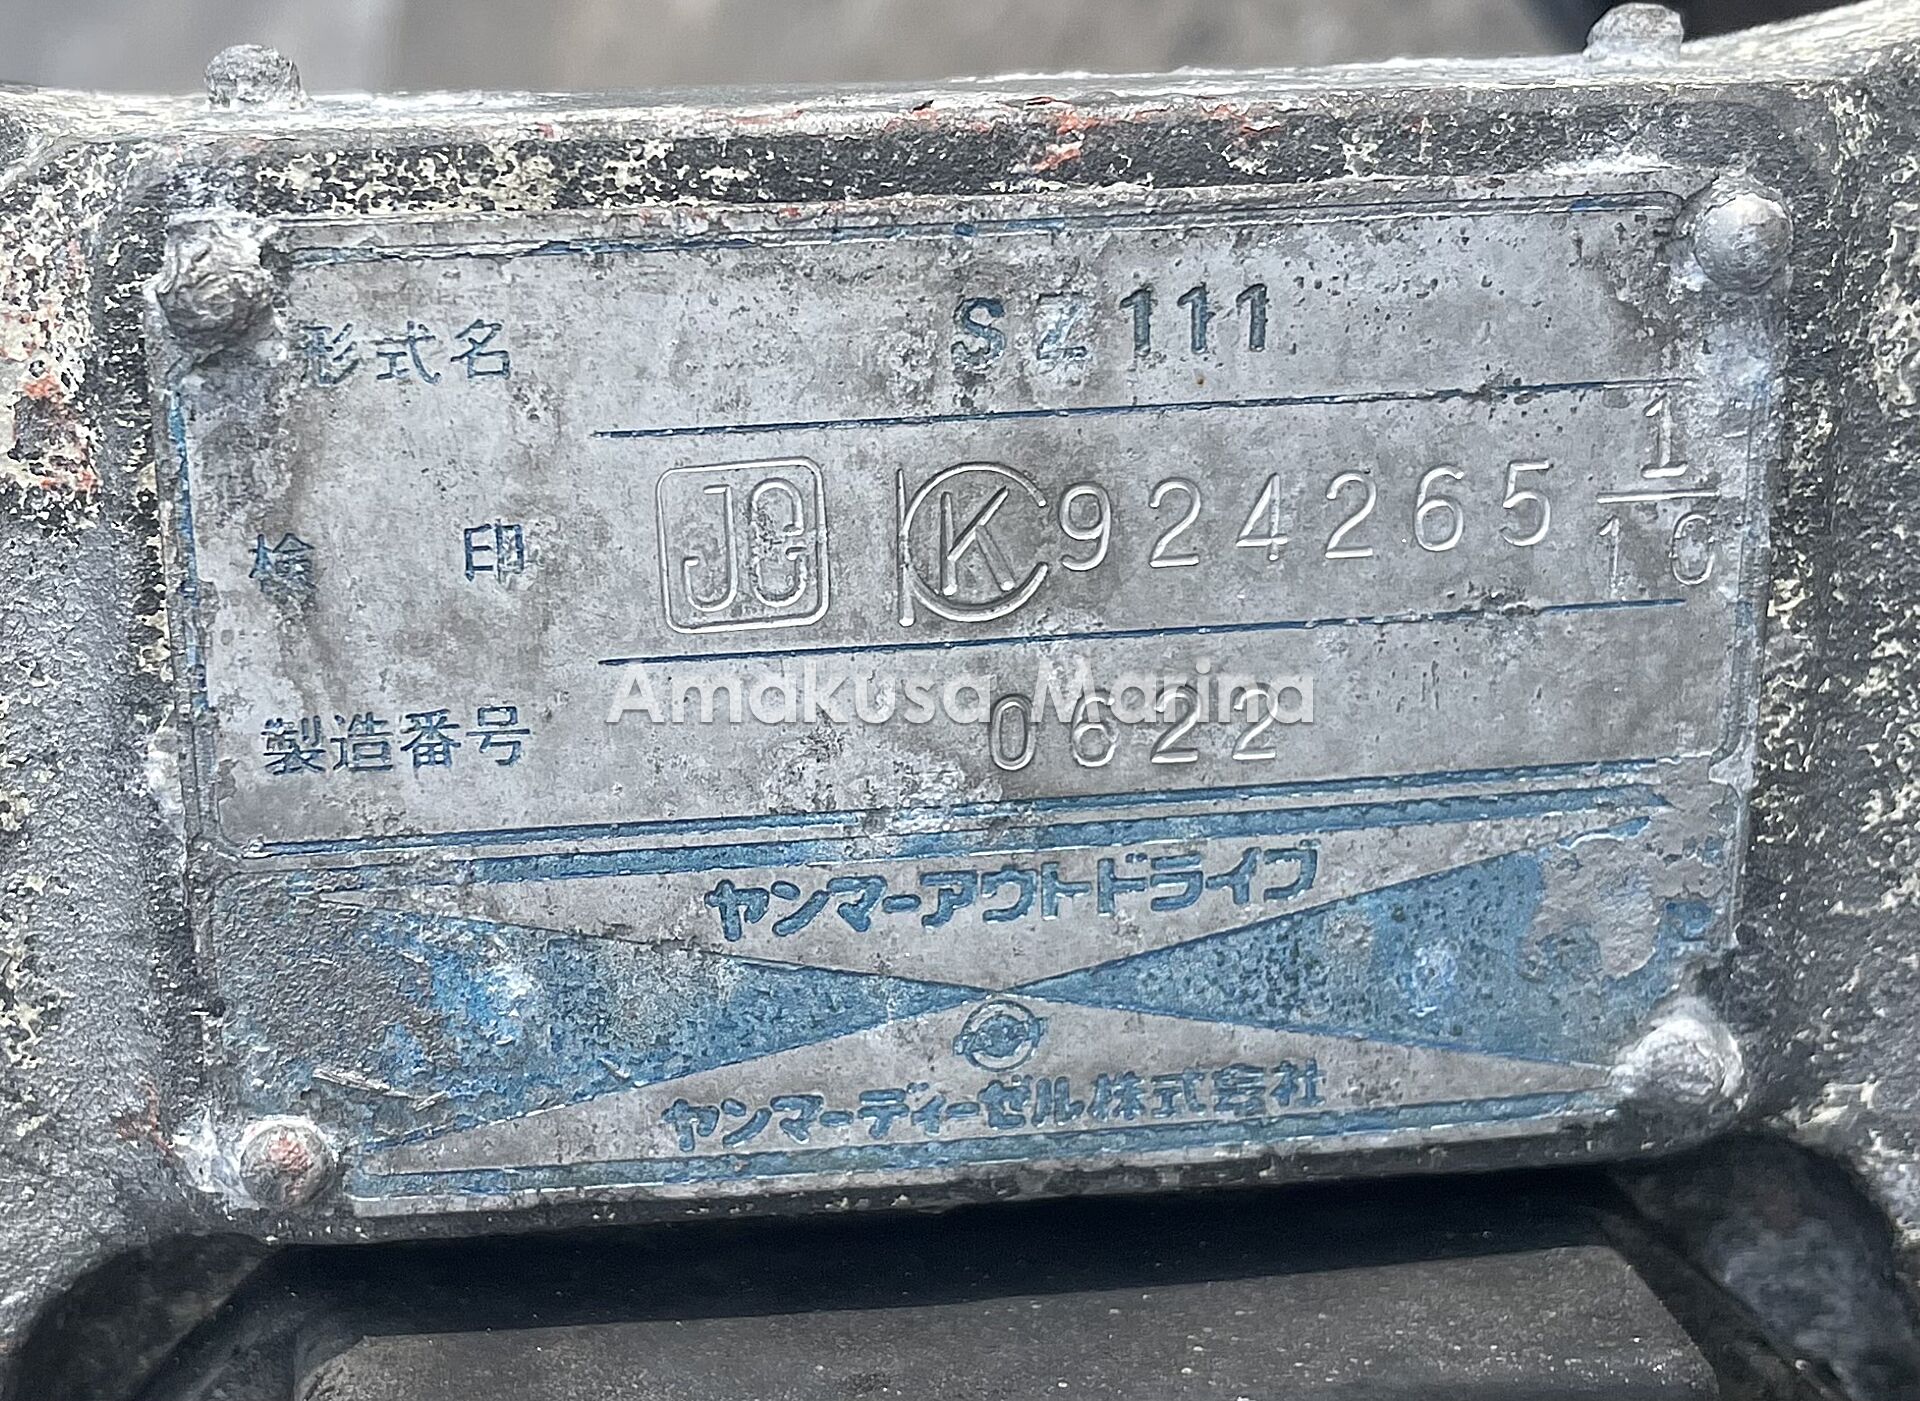 形式名 SZ111
検印 JC K 924265 1/10
製造番号 0622
Amakusa Marina
ヤンマーアウトドライブ
ヤンマーディーゼル株式会社